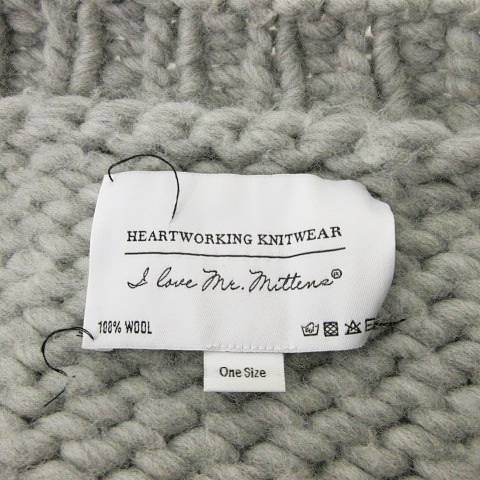 HEARTWORKING KNITWEAR
I love Mr. Mittens®
100% WOOL
One Size